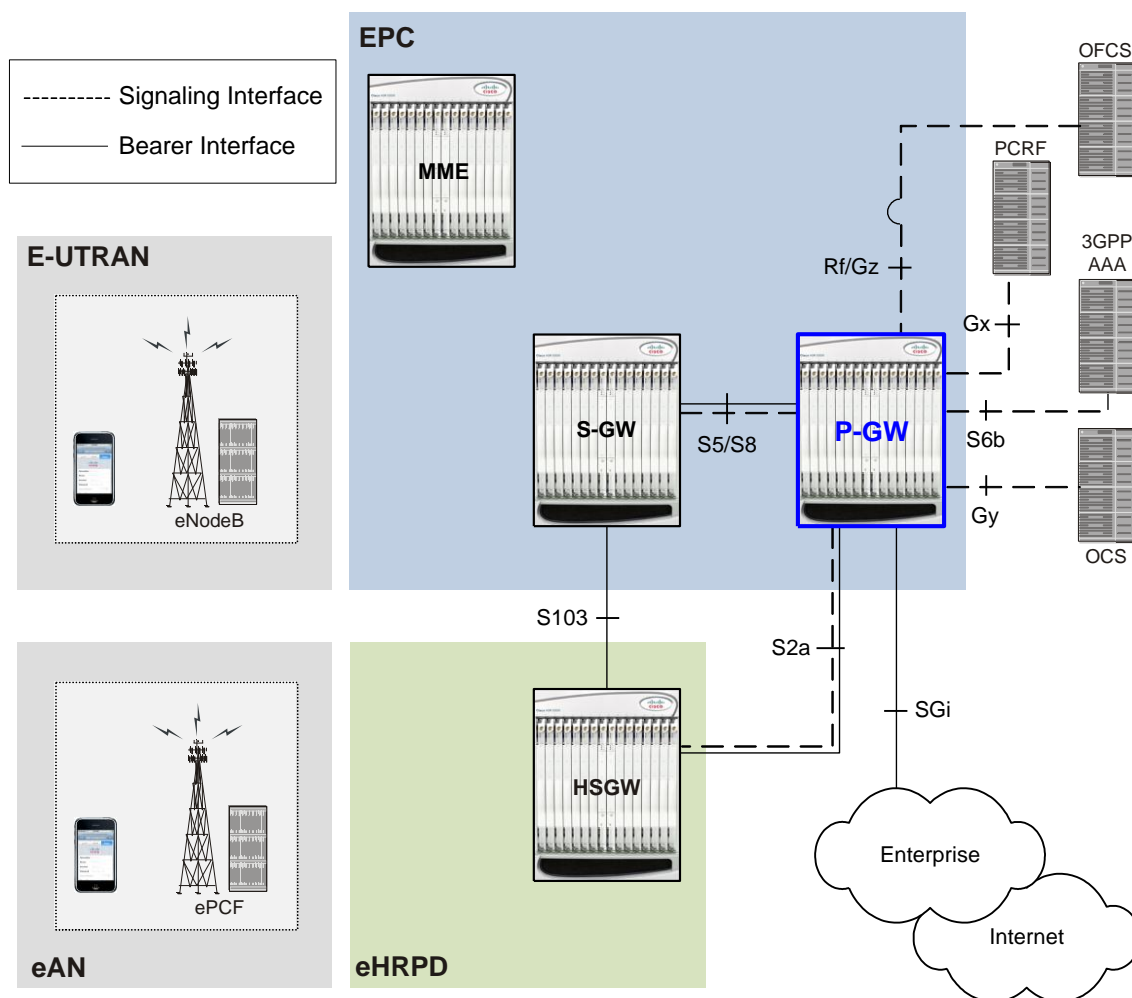 EPC
OFCS
Signaling Interface
Bearer Interface
MME
PCRF
E-UTRAN
3GPP
AAA
Rf/Gz
Gx
S-GW
S5/S8
P-GW
S6b
Gy
eNodeB
OCS
S103
S2a
SGi
HSGW
Enterprise
ePCF
Internet
eAN
eHRPD